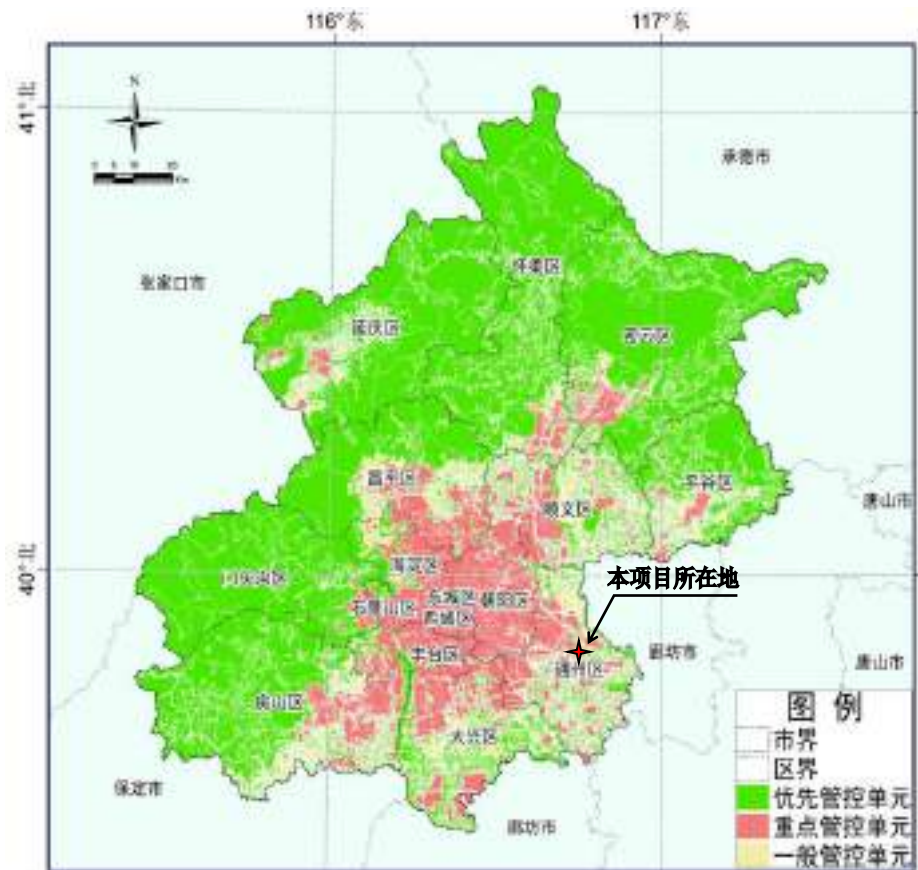 116°东 117°东
41°北
N
承德市
怀柔区
张家口市
延庆区
密云区
昌平区
平谷区
顺义区
唐山市
海淀区
40°北
门头沟区
本项目所在地
石景山区
东城区
朝阳区
西城区
丰台区
廊坊市
通州区
唐山市
房山区
大兴区
保定市
廊坊市
图 例
市界
区界
优先管控单元
重点管控单元
一般管控单元